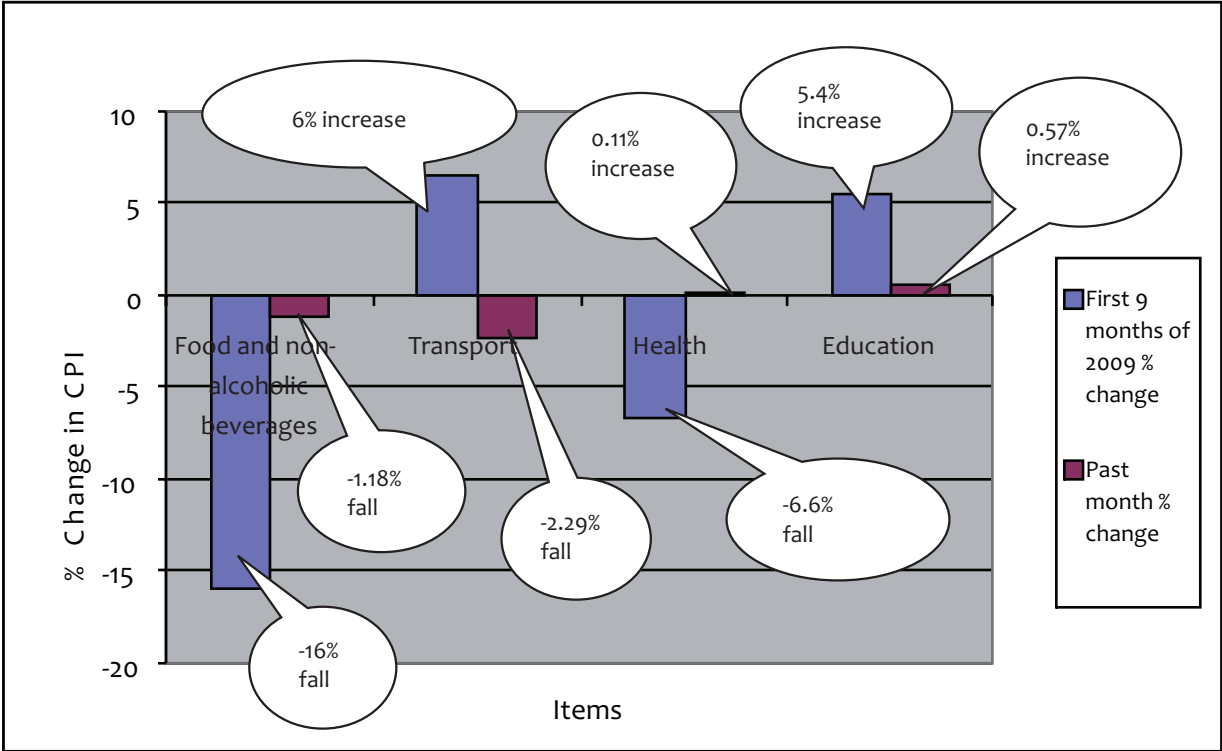 6% increase
0.11%
increase
5.4%
increase
0.57%
increase
10
5
0
-5
-10
-15
-20
% Change in CPI
Food and non-
alcoholic
beverages
Transport
Health
Education
-1.18%
fall
-2.29%
fall
-6.6%
fall
-16%
fall
Items
First 9
months of
2009 %
change
Past
month %
change